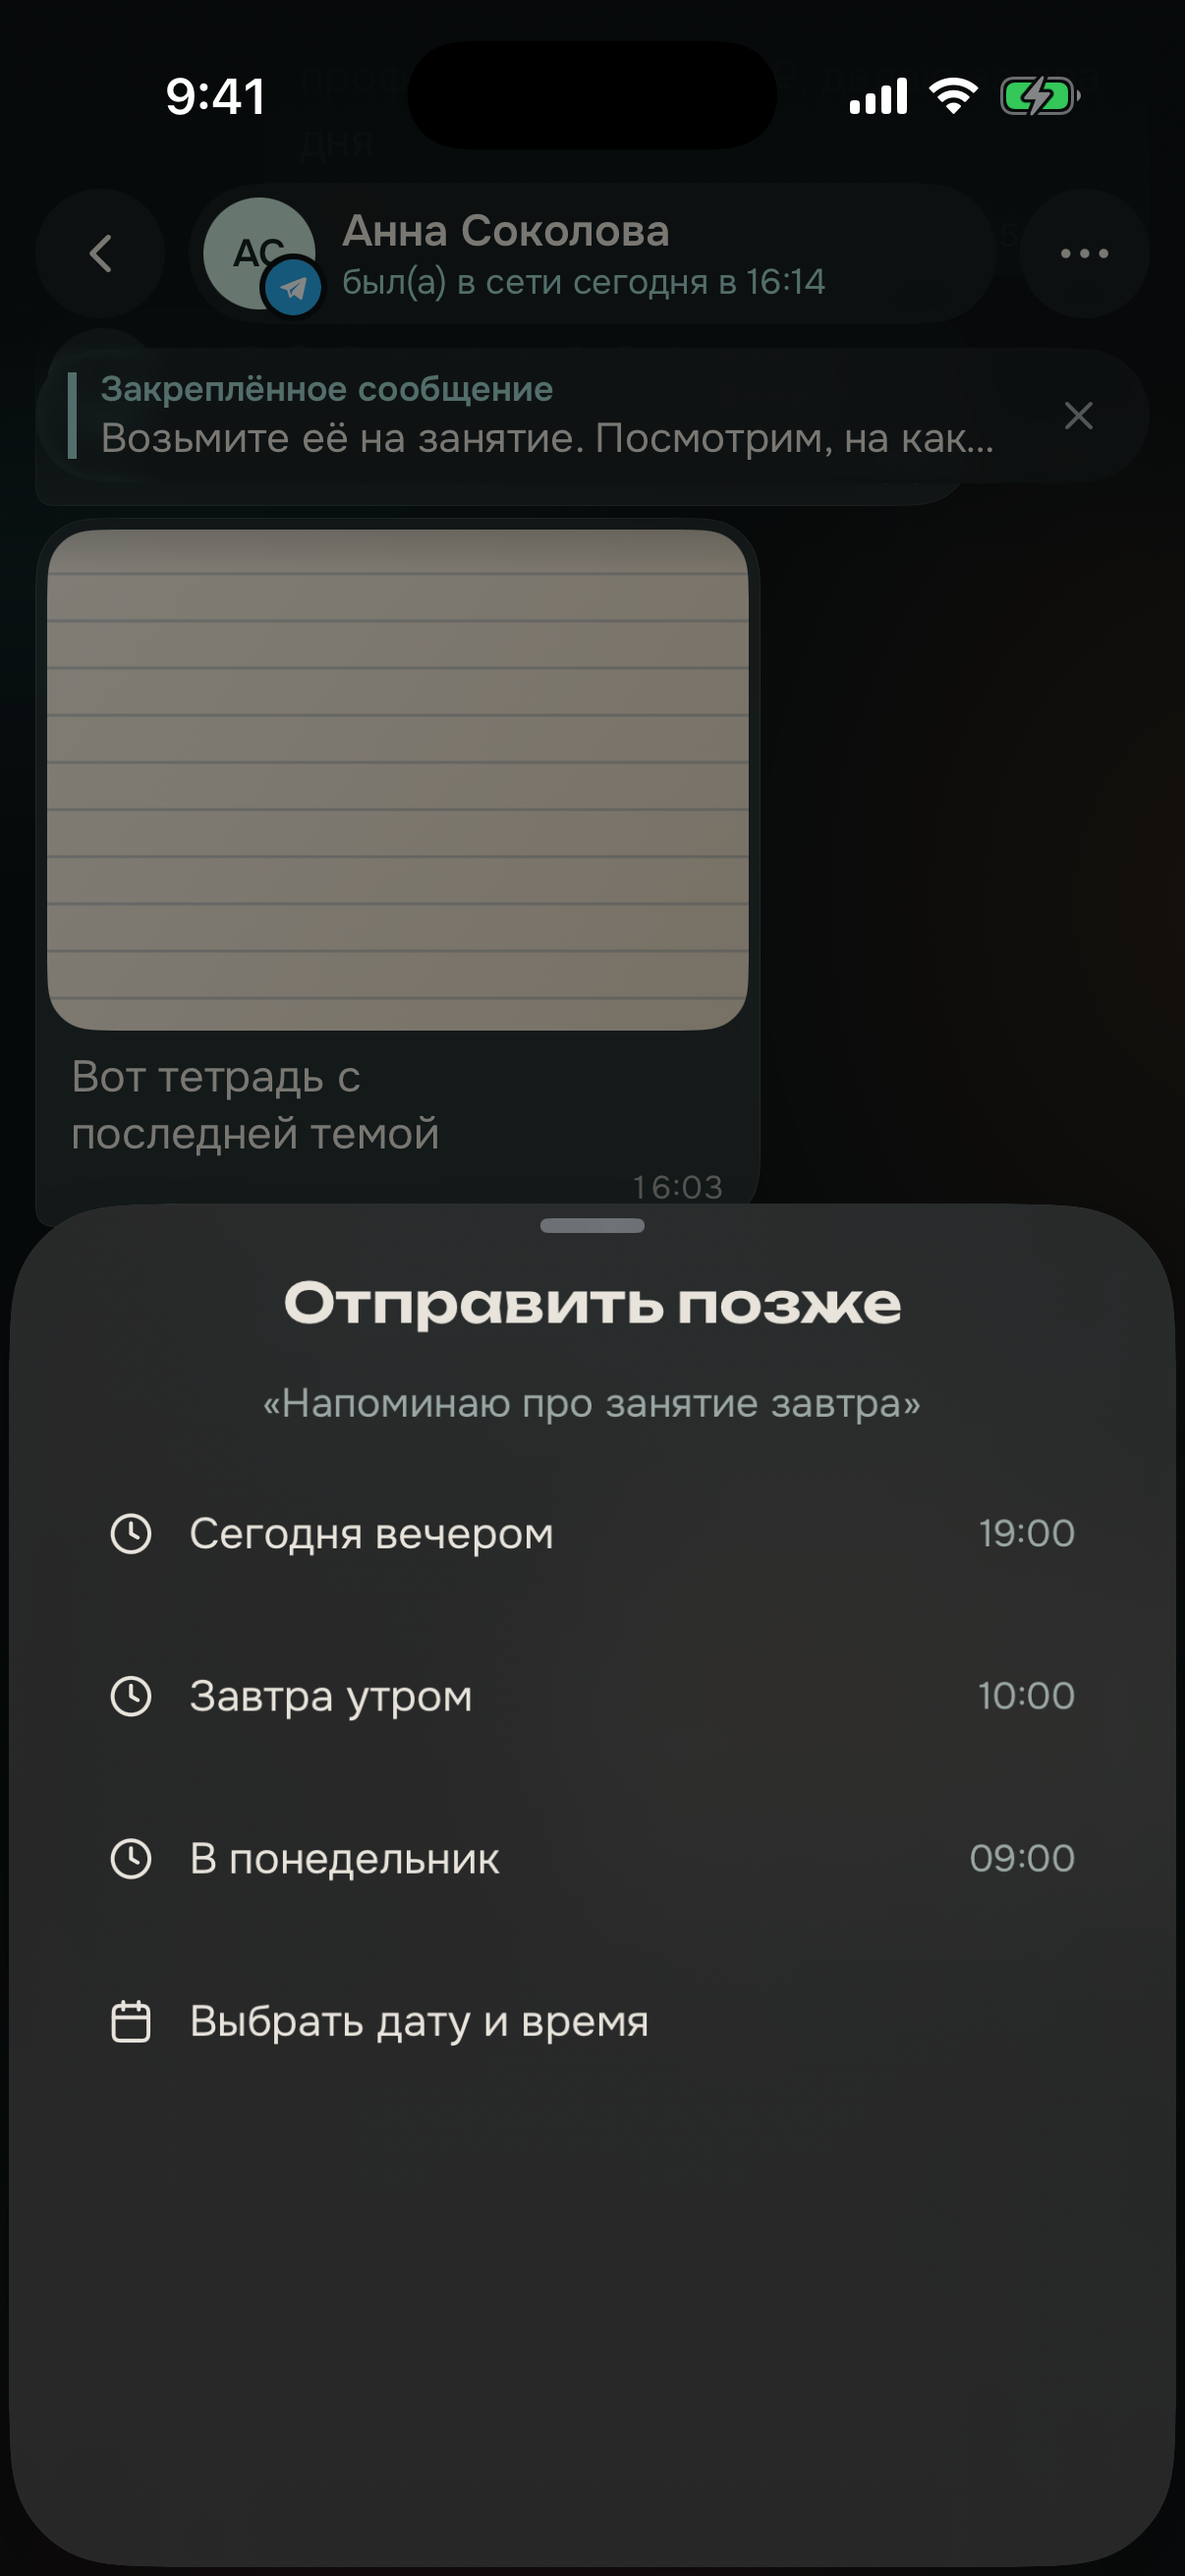 9:41
дня
АС
Анна Соколова
был(а) в сети сегодня в 16:14
Закреплённое сообщение
Возьмите её на занятие. Посмотрим, на как...
Вот тетрадь с
последней темой
16:03
Отправить позже
«Напоминаю про занятие завтра»
Сегодня вечером
19:00
Завтра утром
10:00
В понедельник
09:00
Выбрать дату и время